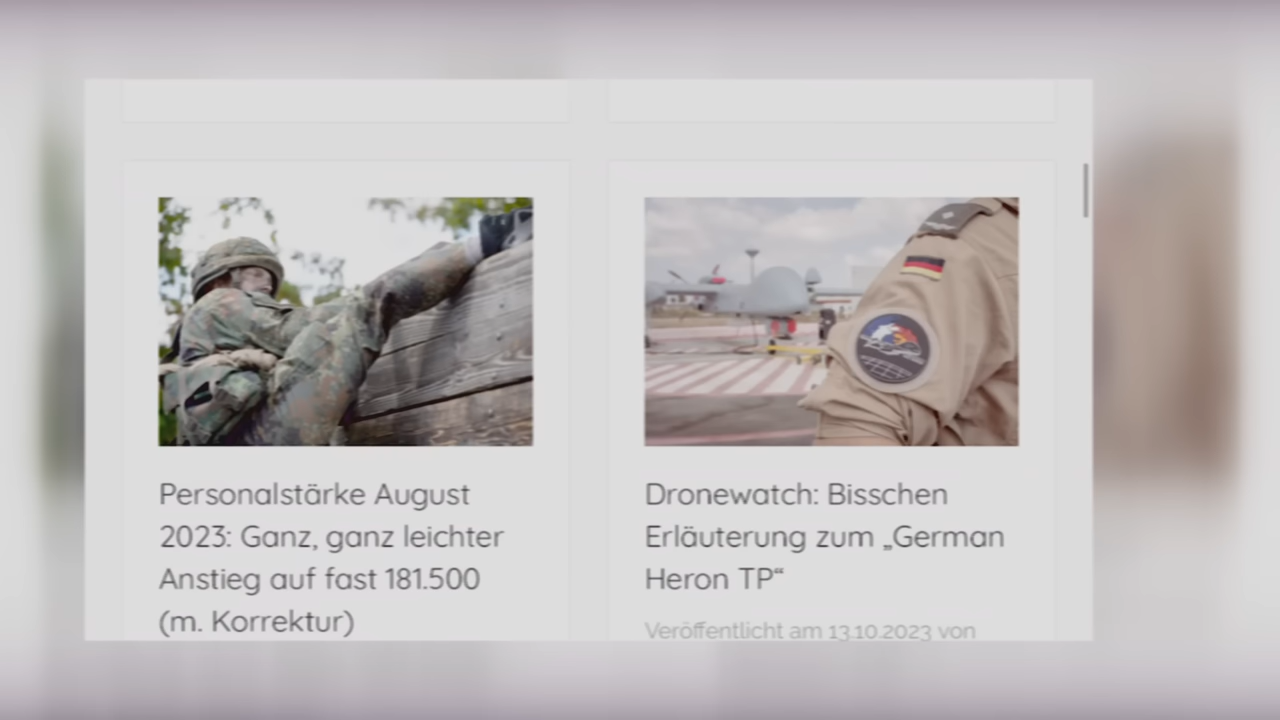 Personalstärke August
2023: Ganz, ganz leichter
Anstieg auf fast 181.500
(m. Korrektur)
Dronewatch: Bisschen
Erläuterung zum „German
Heron TP“
Veröffentlicht am 13.10.2023 von